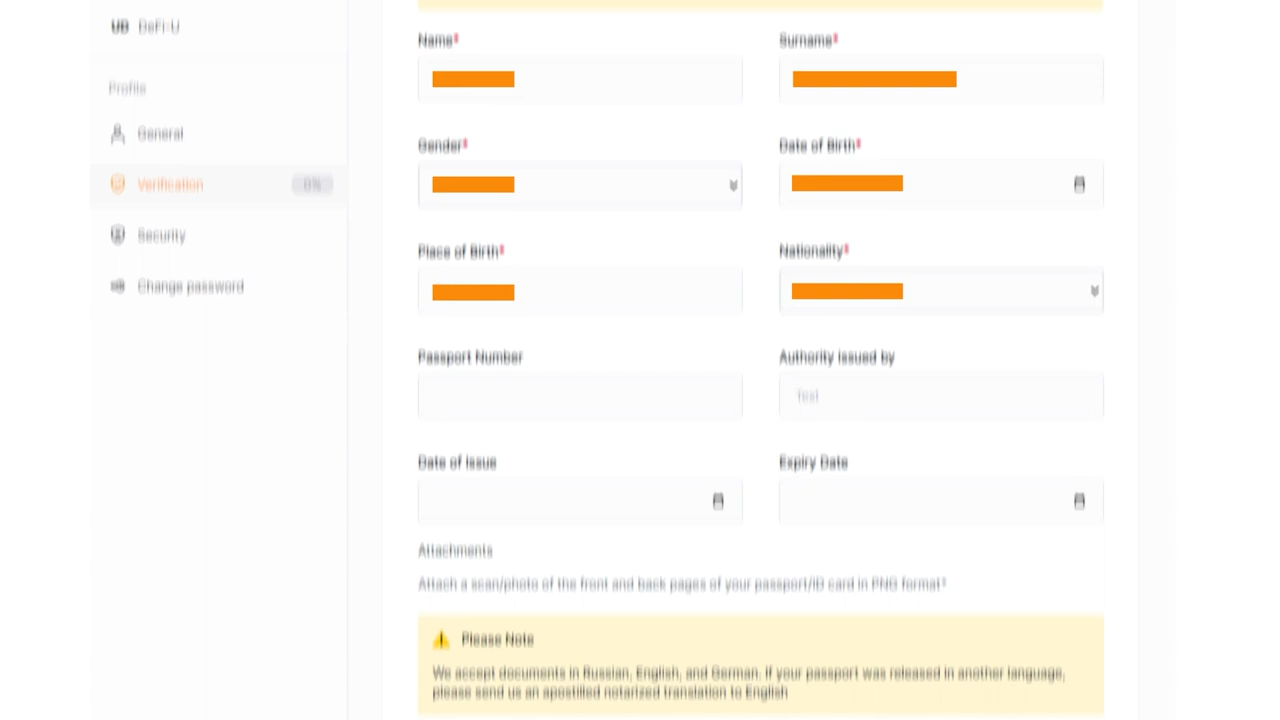 UB DeFi-U
Profile
General
Verification 0%
Security
Change password
Name* Surname*
Gender* Date of Birth*
Place of Birth* Nationality*
Passport Number Authority issued by
Text
Date of issue Expiry Date
Attachments
Attach a scan/photo of the front and back pages of your passport/ID card in PNG format*
Please Note
We accept documents in Russian, English, and German. If your passport was released in another language,
please send us an apostilled notarized translation to English